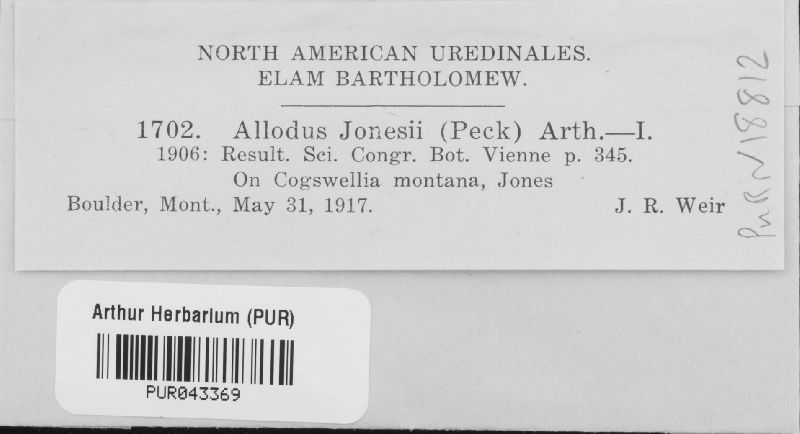 NORTH AMERICAN UREDINALES.
ELAM BARTHOLOMEW.
1702. Allodus Jonesii (Peck) Arth.—I.
1906: Result. Sci. Congr. Bot. Vienne p. 345.
On Cogswellia montana, Jones
Boulder, Mont., May 31, 1917. J. R. Weir
PUR N18812
Arthur Herbarium (PUR)
PUR043369